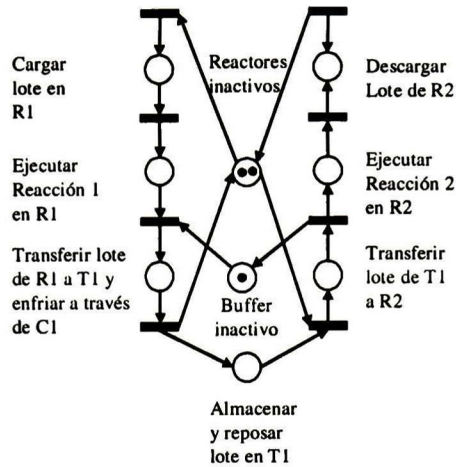 Cargar
lote en
R1
Reactores
inactivos
Descargar
Lote de R2
Ejecutar
Reacción 1
en R1
Ejecutar
Reacción 2
en R2
Transferir lote
de R1 a T1 y
enfriar a través
de C1
Buffer
inactivo
Transferir
lote de T1
a R2
Almacenar
y reposar
lote en T1